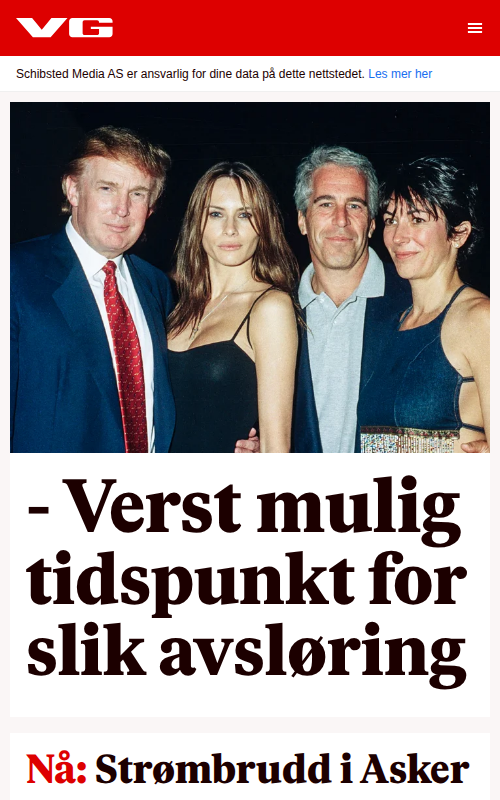 VG
Schibsted Media AS er ansvarlig for dine data på dette nettstedet. Les mer her
- Verst mulig
tidspunkt for
slik avsløring
Nå: Strømbrudd i Asker